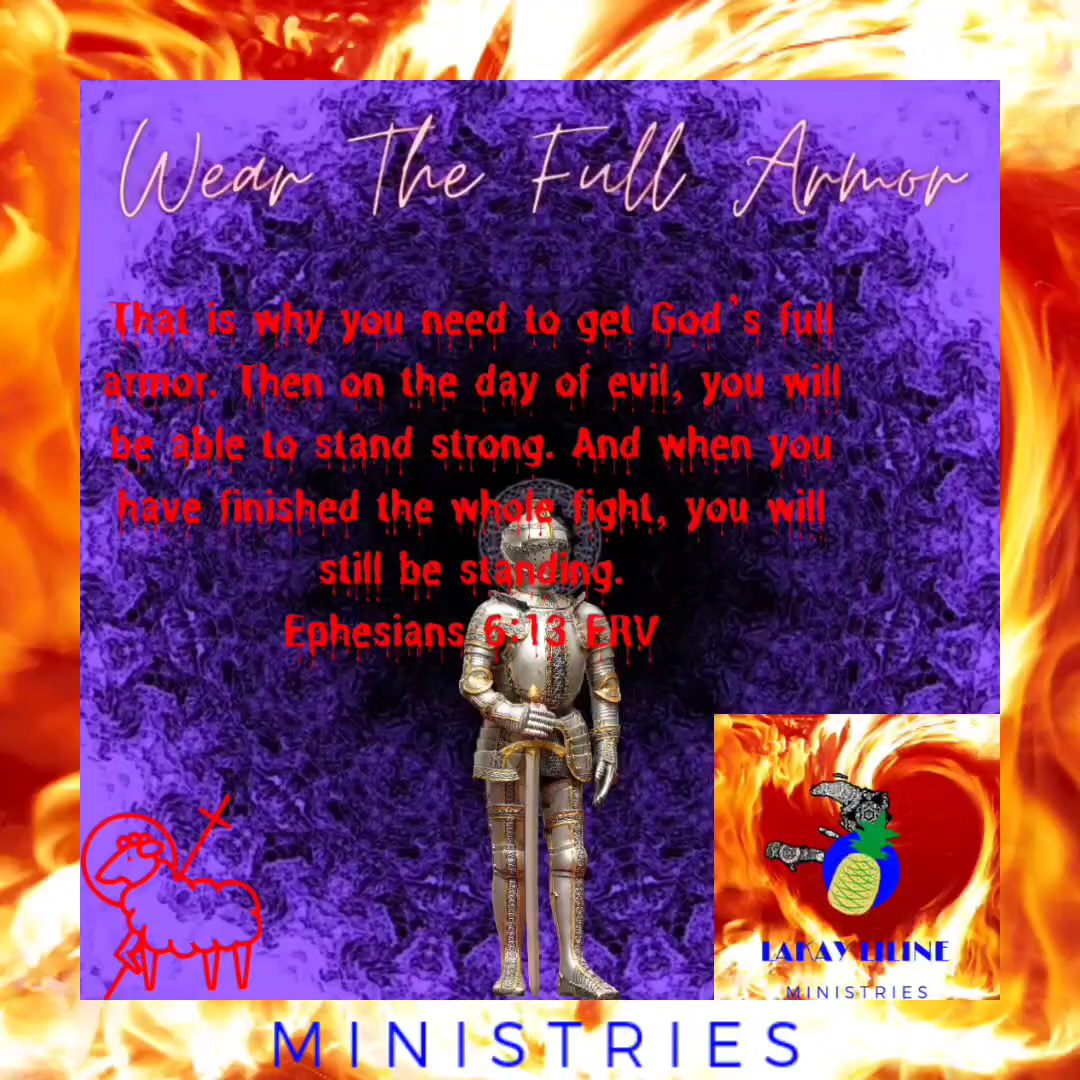 Wear The Full Armor
That is why you need to get God's full
armor. Then on the day of evil, you will
be able to stand strong. And when you
have finished the whole fight, you will
still be standing.
Ephesians 6:13 ERV
LAKAY LILINE
MINISTRIES
MINISTRIES